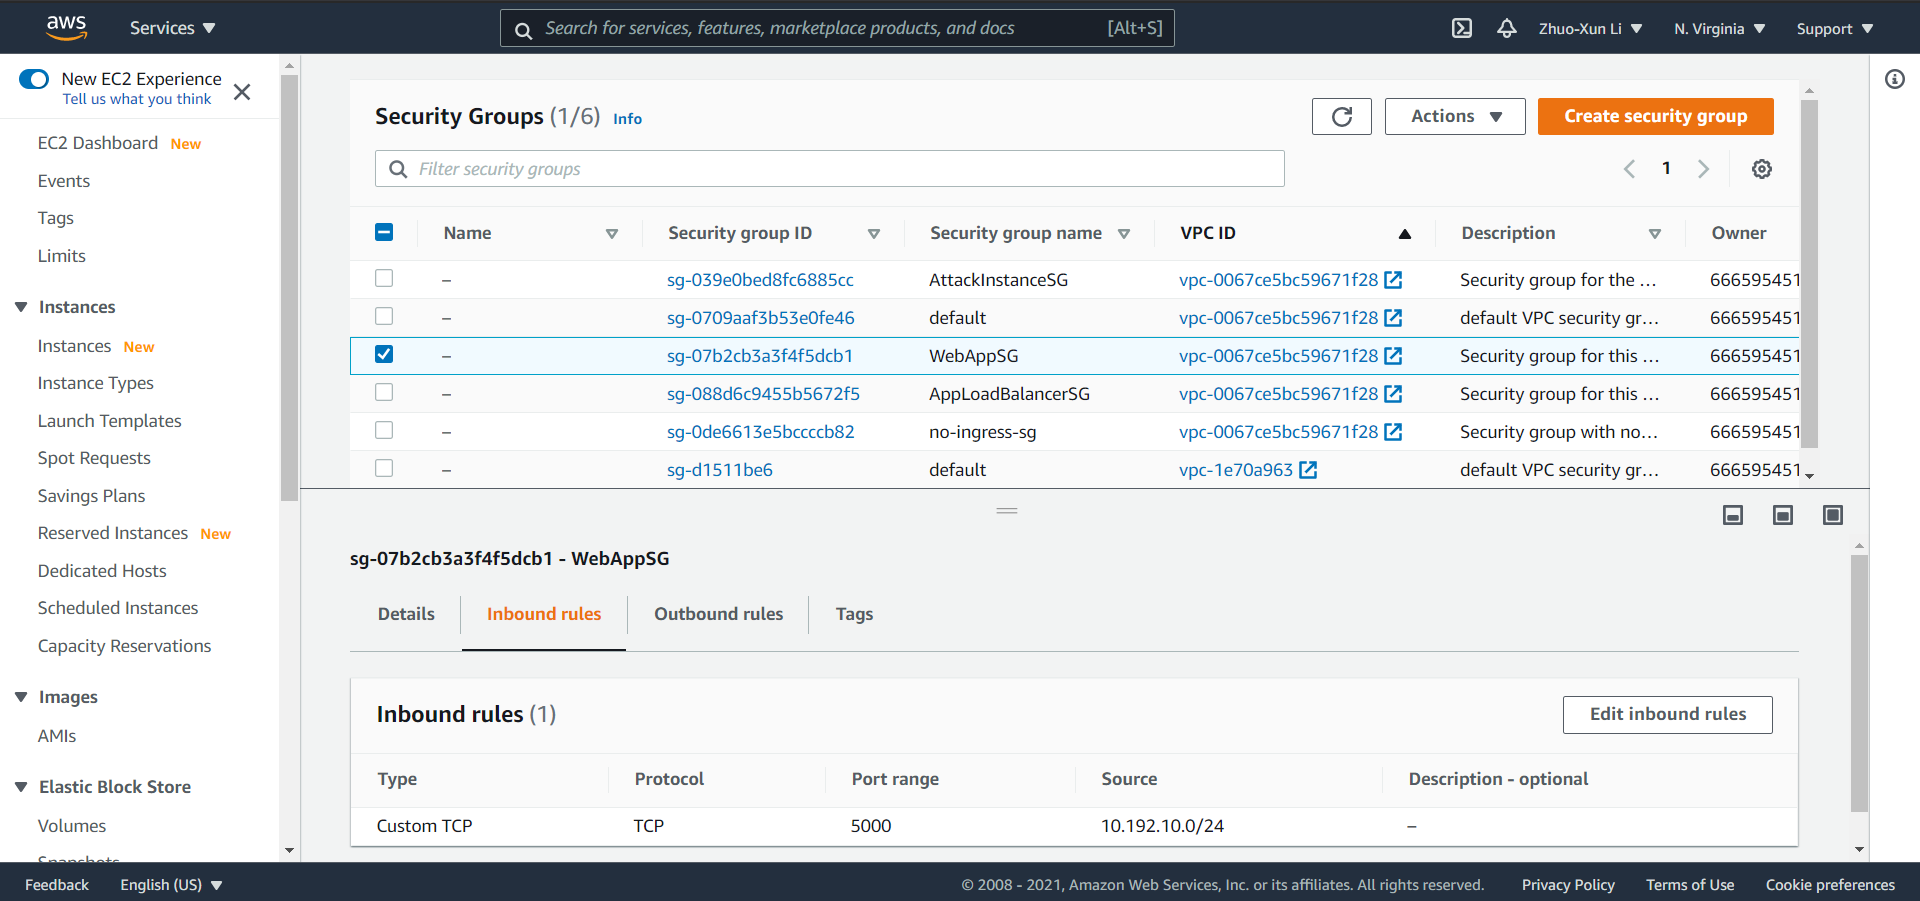 aws
Services
Search for services, features, marketplace products, and docs [Alt+S]
Zhuo-Xun Li
N. Virginia
Support
New EC2 Experience
Tell us what you think
EC2 Dashboard New
Events
Tags
Limits
Instances
Instances New
Instance Types
Launch Templates
Spot Requests
Savings Plans
Reserved Instances New
Dedicated Hosts
Scheduled Instances
Capacity Reservations
Images
AMIs
Elastic Block Store
Volumes
Snapshots
Security Groups (1/6) Info
Actions
Create security group
Filter security groups
1
Name Security group ID Security group name VPC ID Description Owner
– sg-039e0bed8fc6885cc AttackInstanceSG vpc-0067ce5bc59671f28 Security group for the ... 666595451
– sg-0709aaf3b53e0fe46 default vpc-0067ce5bc59671f28 default VPC security gr... 666595451
– sg-07b2cb3a3f4f5dcb1 WebAppSG vpc-0067ce5bc59671f28 Security group for this ... 666595451
– sg-088d6c9455b5672f5 AppLoadBalancerSG vpc-0067ce5bc59671f28 Security group for this ... 666595451
– sg-0de6613e5bccccb82 no-ingress-sg vpc-0067ce5bc59671f28 Security group with no... 666595451
– sg-d1511be6 default vpc-1e70a963 default VPC security gr... 666595451
sg-07b2cb3a3f4f5dcb1 - WebAppSG
Details Inbound rules Outbound rules Tags
Inbound rules (1)
Edit inbound rules
Type Protocol Port range Source Description - optional
Custom TCP TCP 5000 10.192.10.0/24 –
Feedback English (US)
© 2008 - 2021, Amazon Web Services, Inc. or its affiliates. All rights reserved. Privacy Policy Terms of Use Cookie preferences